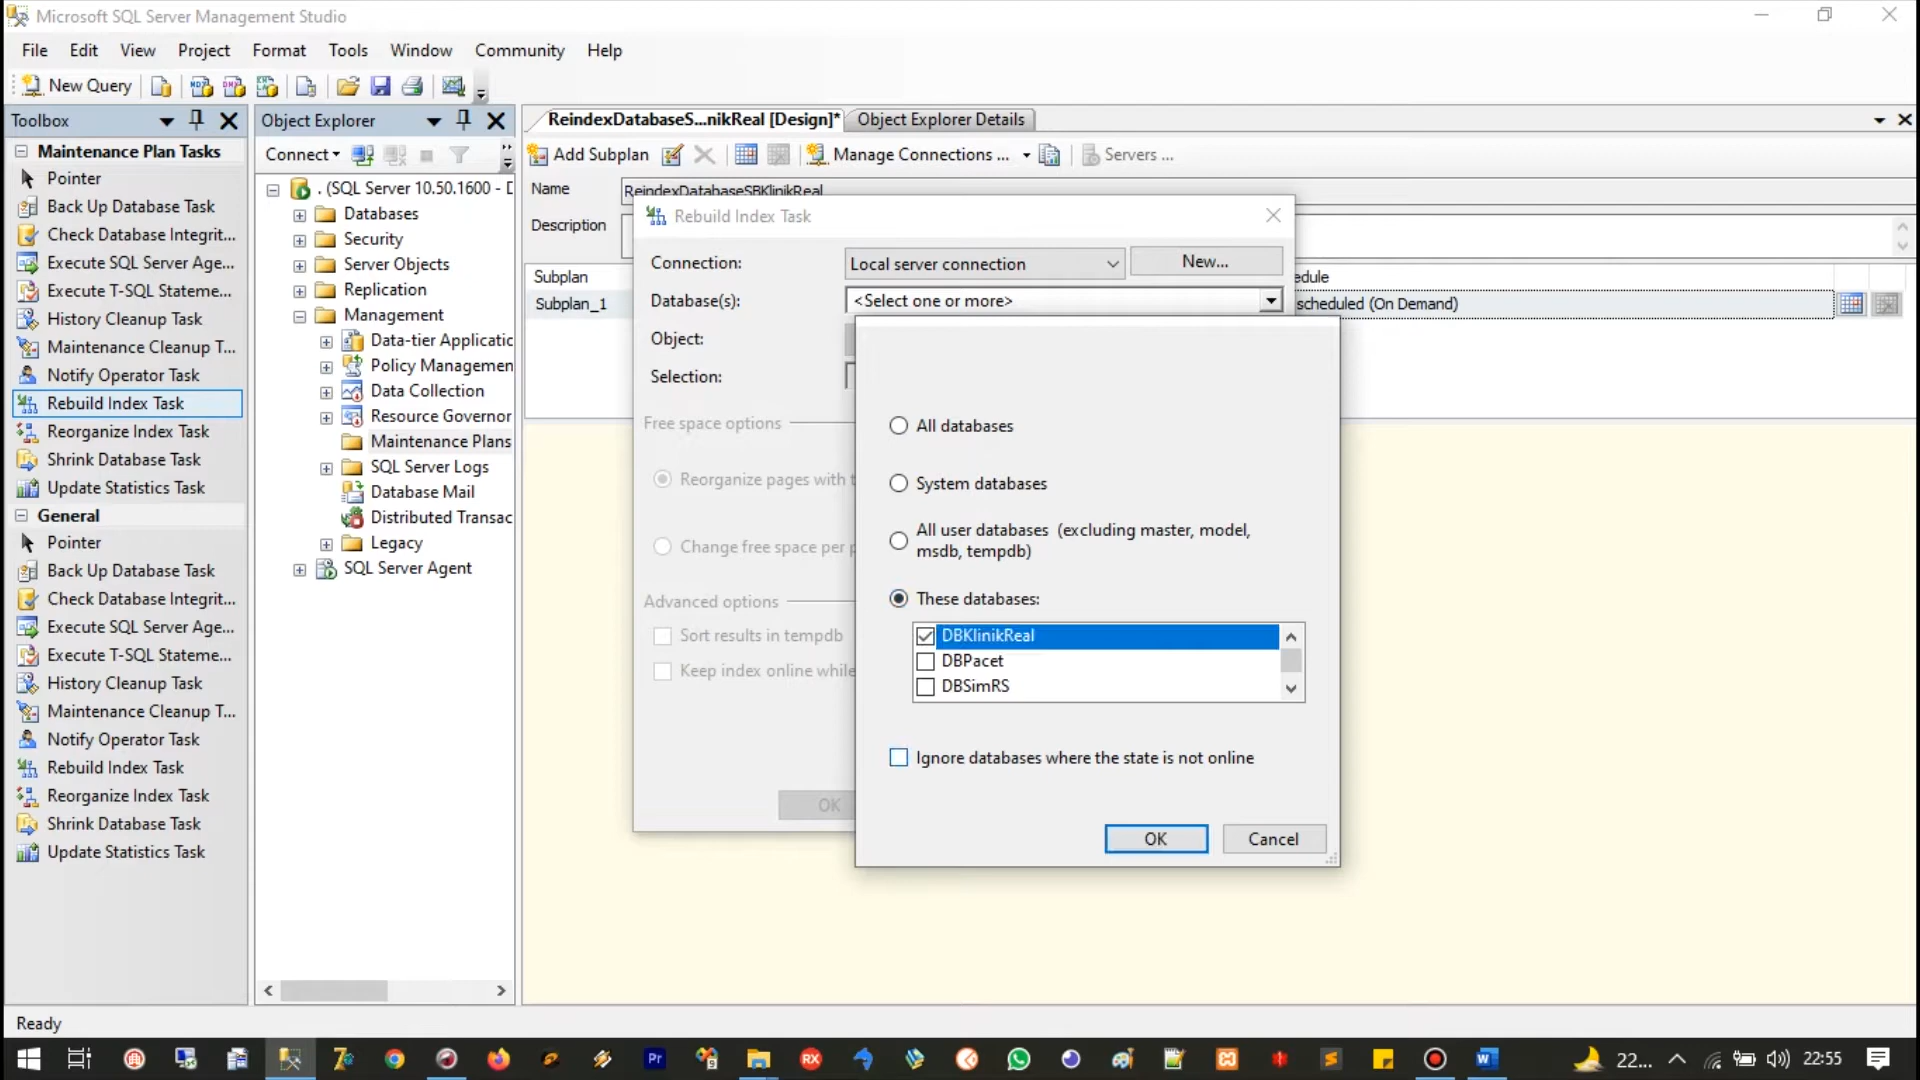 Microsoft SQL Server Management Studio
File Edit View Project Format Tools Window Community Help
New Query
Toolbox
Maintenance Plan Tasks
Pointer
Back Up Database Task
Check Database Integrit...
Execute SQL Server Age...
Execute T-SQL Stateme...
History Cleanup Task
Maintenance Cleanup T...
Notify Operator Task
Rebuild Index Task
Reorganize Index Task
Shrink Database Task
Update Statistics Task
General
Pointer
Back Up Database Task
Check Database Integrit...
Execute SQL Server Age...
Execute T-SQL Stateme...
History Cleanup Task
Maintenance Cleanup T...
Notify Operator Task
Rebuild Index Task
Reorganize Index Task
Shrink Database Task
Update Statistics Task
Object Explorer
Connect
. (SQL Server 10.50.1600 - D
Databases
Security
Server Objects
Replication
Management
Data-tier Applicatic
Policy Managemen
Data Collection
Resource Governor
Maintenance Plans
SQL Server Logs
Database Mail
Distributed Transac
Legacy
SQL Server Agent
ReindexDatabaseS...nikReal [Design]* Object Explorer Details
Add Subplan Manage Connections ... Servers ...
Name ReindexDatabaseSBKlinikReal
Description
Subplan edule
Subplan_1 scheduled (On Demand)
Rebuild Index Task
Connection: Local server connection New...
Database(s): <Select one or more>
Object:
Selection:
Free space options
Reorganize pages with t
Change free space per p
Advanced options
Sort results in tempdb
Keep index online while
OK
All databases
System databases
All user databases (excluding master, model,
msdb, tempdb)
These databases:
DBKlinikReal
DBPacet
DBSimRS
Ignore databases where the state is not online
OK Cancel
Ready
22... 22:55